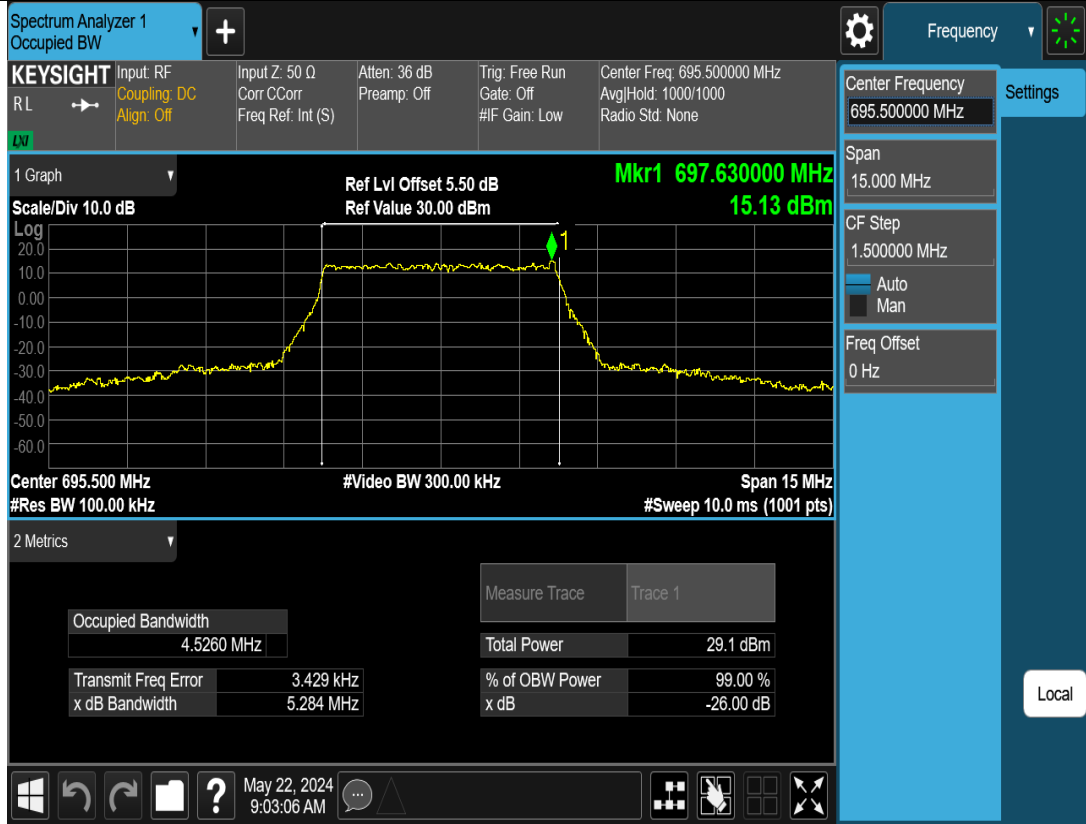 Spectrum Analyzer 1
Occupied BW
+
Frequency
KEYSIGHT
R L
LXI
Input: RF
Coupling: DC
Align: Off
Input Z: 50 Ω
Corr CCorr
Freq Ref: Int (S)
Atten: 36 dB
Preamp: Off
Trig: Free Run
Gate: Off
#IF Gain: Low
Center Freq: 695.500000 MHz
Avg|Hold: 1000/1000
Radio Std: None
Center Frequency
695.500000 MHz
Settings
Span
15.000 MHz
CF Step
1.500000 MHz
Auto
Man
Freq Offset
0 Hz
1 Graph
Scale/Div 10.0 dB
Ref Lvl Offset 5.50 dB
Ref Value 30.00 dBm
Mkr1 697.630000 MHz
15.13 dBm
Log
1
20.0
10.0
0.00
-10.0
-20.0
-30.0
-40.0
-50.0
-60.0
Center 695.500 MHz
#Video BW 300.00 kHz
Span 15 MHz
#Res BW 100.00 kHz
#Sweep 10.0 ms (1001 pts)
2 Metrics
Measure Trace
Trace 1
Occupied Bandwidth
4.5260 MHz
Total Power
29.1 dBm
Transmit Freq Error
3.429 kHz
% of OBW Power
99.00 %
x dB Bandwidth
5.284 MHz
x dB
-26.00 dB
Local
?
May 22, 2024
9:03:06 AM